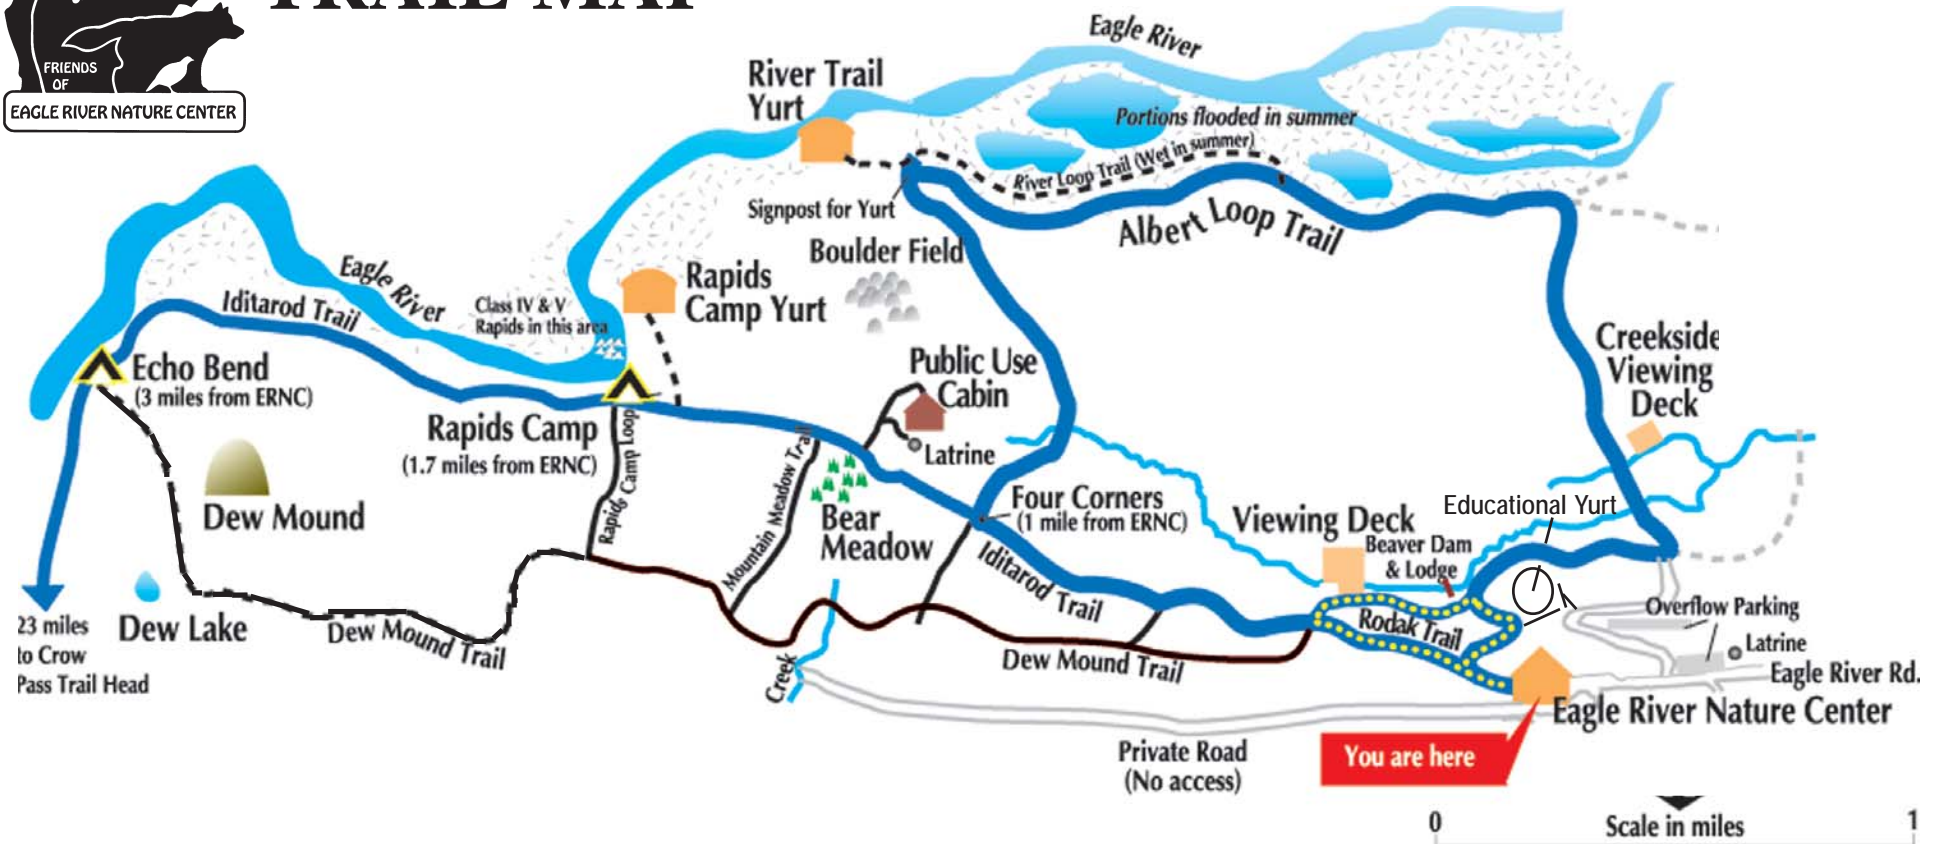 TRAIL MAP
FRIENDS
OF
EAGLE RIVER NATURE CENTER
Eagle River
River Trail
Yurt
Portions flooded in summer
River Loop Trail (Wet in summer)
Signpost for Yurt
Albert Loop Trail
Boulder Field
Eagle River
Iditarod Trail
Class IV & V
Rapids in this area
Rapids
Camp Yurt
Creekside
Viewing
Deck
Echo Bend
(3 miles from ERNC)
Public Use
Cabin
Rapids Camp
(1.7 miles from ERNC)
Rapids Camp Loop
Mountain Meadow Trail
Latrine
Dew Mound
Bear
Meadow
Four Corners
(1 mile from ERNC)
Viewing Deck
Educational Yurt
Beaver Dam
& Lodge
Iditarod Trail
23 miles
to Crow
Pass Trail Head
Dew Lake
Dew Mound Trail
Rodak Trail
Overflow Parking
Latrine
Eagle River Rd.
Dew Mound Trail
Creek
Eagle River Nature Center
Private Road
(No access)
You are here
0 1
Scale in miles